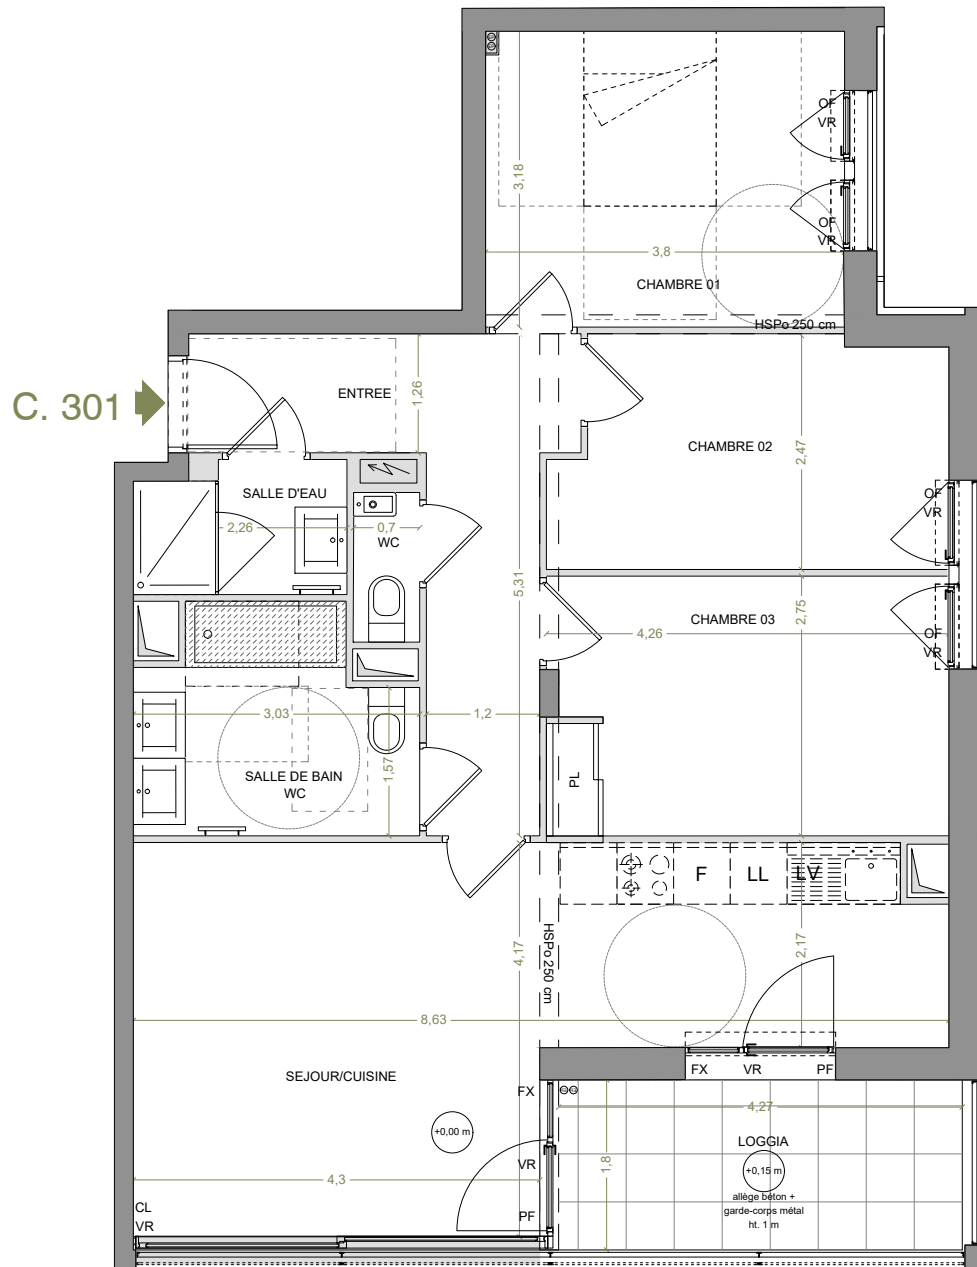 OF
VR
3,18
OF
VR
3,8
CHAMBRE 01
HSPo 250 cm
C. 301
ENTREE
1,26
CHAMBRE 02
2,47
SALLE D'EAU
OF
VR
2,26
0,7
WC
5,31
2,75
CHAMBRE 03
4,26
OF
VR
3,03
1,2
1,57
SALLE DE BAIN
WC
PL
F
LL
LV
HSPo 250 cm
4,17
2,17
8,63
FX
VR
PF
SEJOUR/CUISINE
FX
4,27
+0,00 m
LOGGIA
1,8
VR
+0,15 m
4,3
allège béton +
garde-corps métal
ht. 1 m
CL
VR
PF